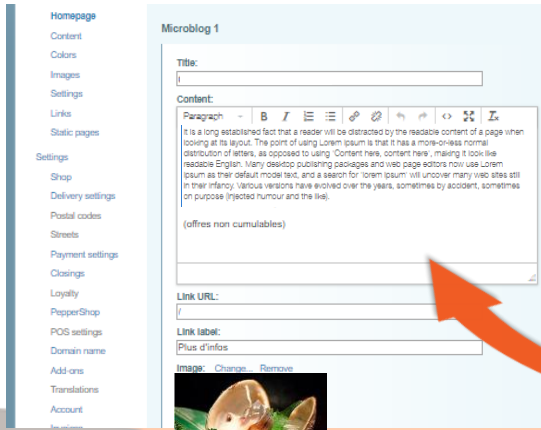 Homepage
Content
Colors
Images
Settings
Links
Static pages
Settings
Shop
Delivery settings
Postal codes
Streets
Payment settings
Closings
Loyalty
PepperShop
POS settings
Domain name
Add-ons
Translations
Account
Microblog 1
Title:
Content:
Paragraph
It is a long established fact that a reader will be distracted by the readable content of a page when
looking at its layout. The point of using Lorem Ipsum is that it has a more-or-less normal
distribution of letters, as opposed to using 'Content here, content here', making it look like
readable English. Many desktop publishing packages and web page editors now use Lorem
Ipsum as their default model text, and a search for 'lorem ipsum' will uncover many web sites still
in their infancy. Various versions have evolved over the years, sometimes by accident, sometimes
on purpose (injected humour and the like).
(offres non cumulables)
Link URL:
/
Link label:
Plus d'infos
Image: Change... Remove